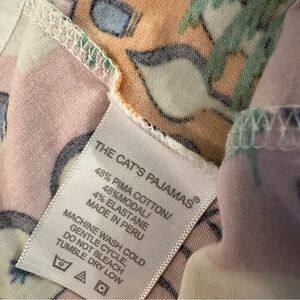 THE CAT'S PAJAMAS®
48% PIMA COTTON/
48%MODAL/
4% ELASTANE
MADE IN PERU
MACHINE WASH COLD
GENTLE CYCLE
DO NOT BLEACH
TUMBLE DRY LOW